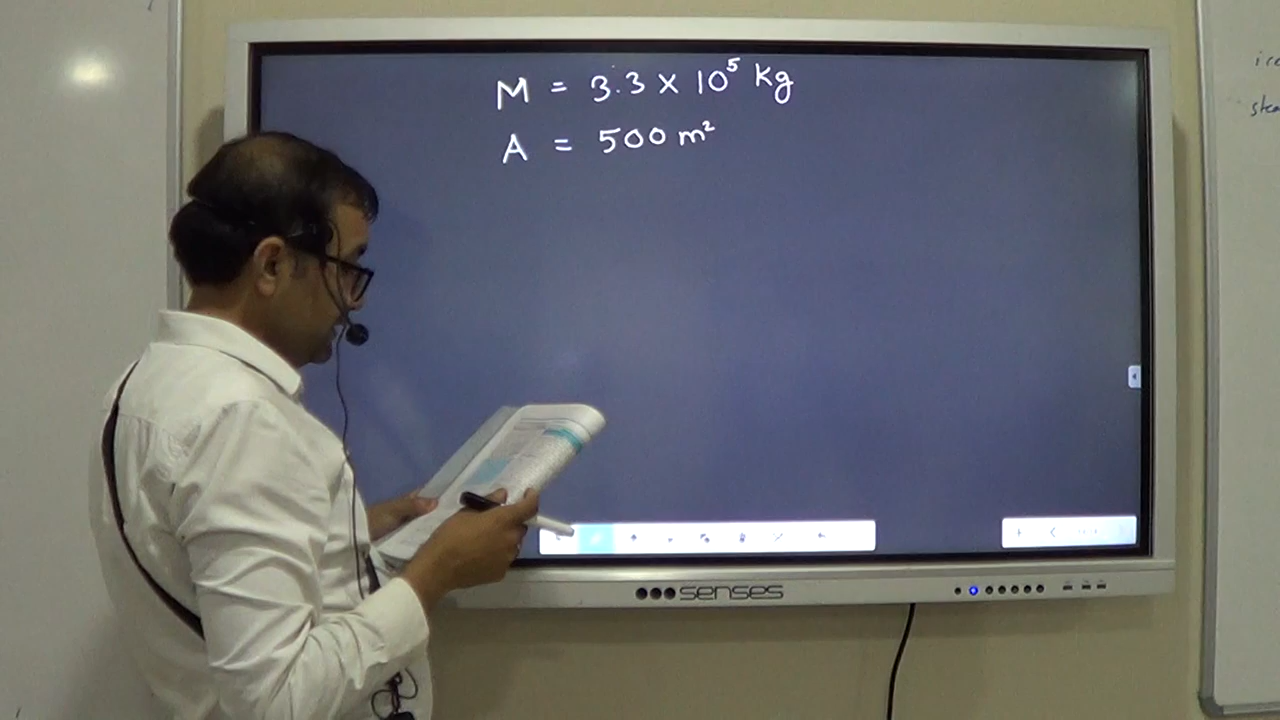 M = 3.3 × 10⁵ kg
A = 500 m²
senses